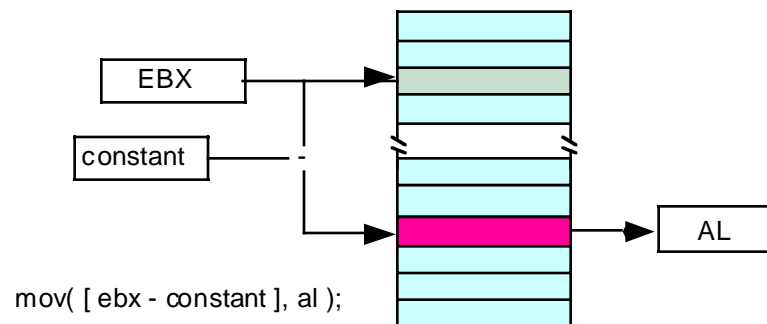 EBX
constant
-
AL
mov( [ ebx - constant ], al );